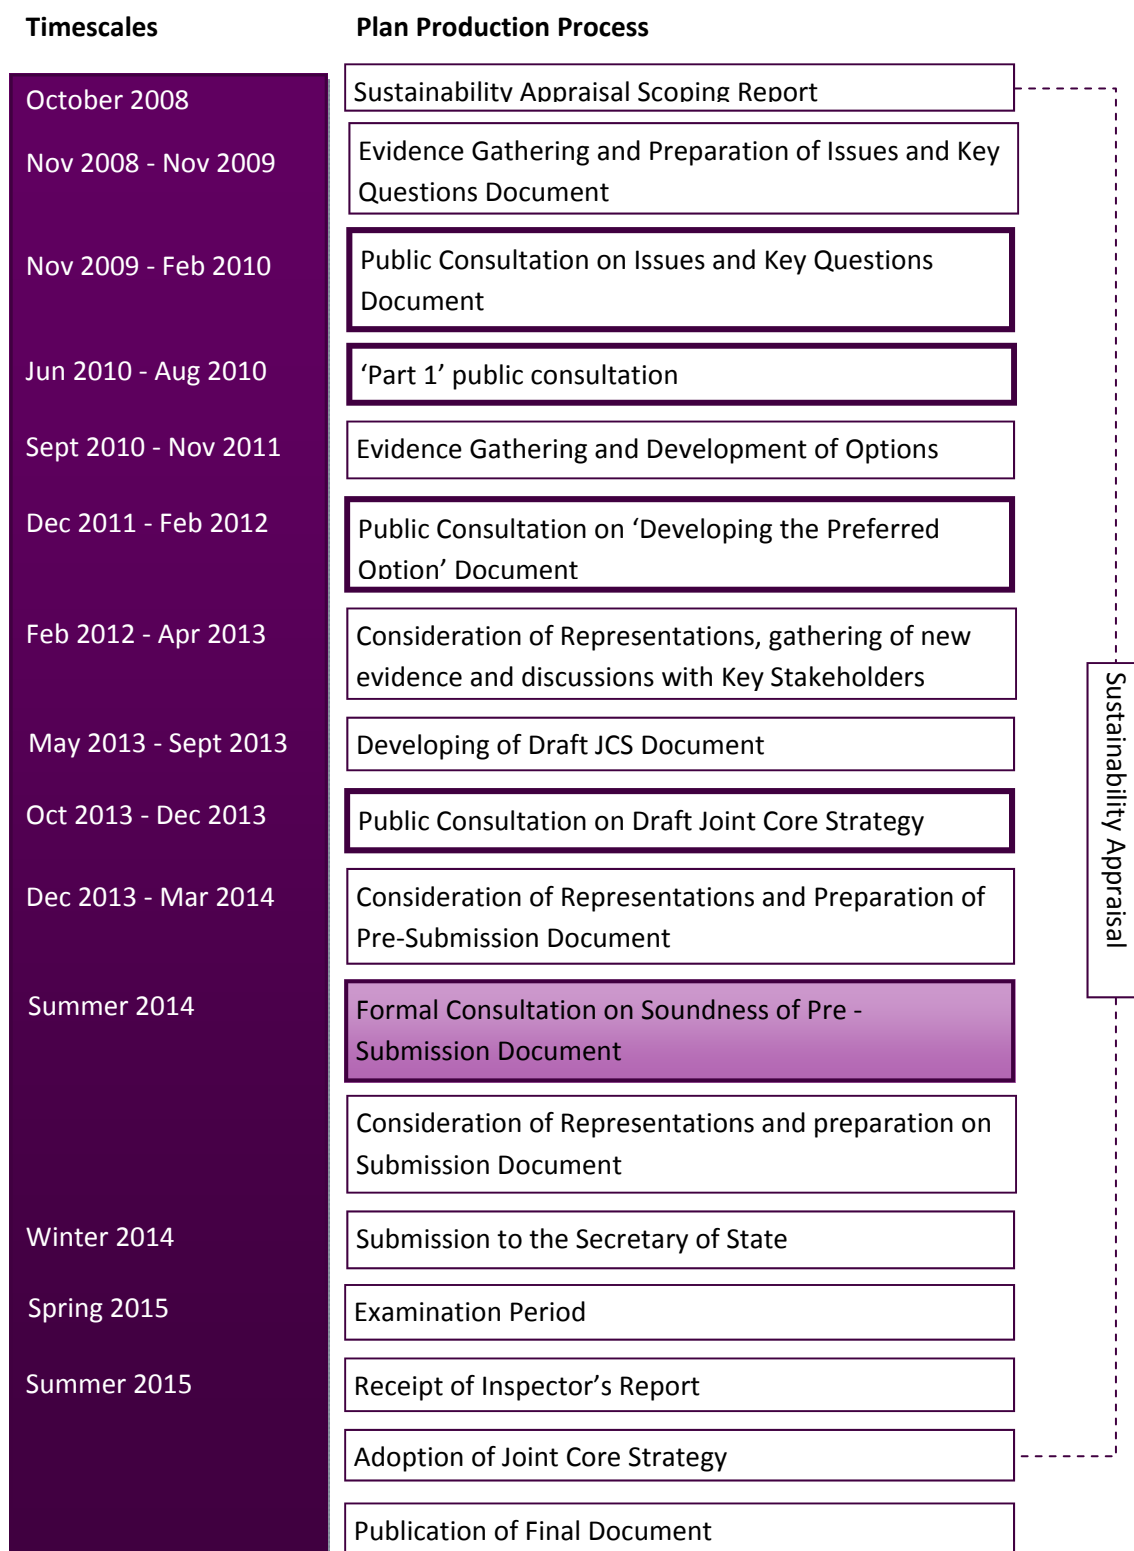 Timescales Plan Production Process
October 2008 Sustainability Appraisal Scoping Report
Nov 2008 - Nov 2009 Evidence Gathering and Preparation of Issues and Key
Questions Document
Nov 2009 - Feb 2010 Public Consultation on Issues and Key Questions
Document
Jun 2010 - Aug 2010 ‘Part 1’ public consultation
Sept 2010 - Nov 2011 Evidence Gathering and Development of Options
Dec 2011 - Feb 2012 Public Consultation on ‘Developing the Preferred
Option’ Document
Feb 2012 - Apr 2013 Consideration of Representations, gathering of new
evidence and discussions with Key Stakeholders
May 2013 - Sept 2013 Developing of Draft JCS Document
Oct 2013 - Dec 2013 Public Consultation on Draft Joint Core Strategy
Dec 2013 - Mar 2014 Consideration of Representations and Preparation of
Pre-Submission Document
Summer 2014 Formal Consultation on Soundness of Pre -
Submission Document
Consideration of Representations and preparation on
Submission Document
Winter 2014 Submission to the Secretary of State
Spring 2015 Examination Period
Summer 2015 Receipt of Inspector’s Report
Adoption of Joint Core Strategy
Publication of Final Document
Sustainability Appraisal